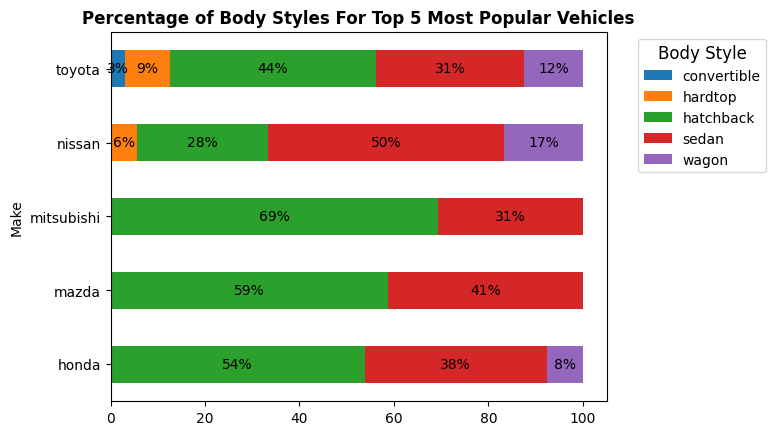 Percentage of Body Styles For Top 5 Most Popular Vehicles
Make
toyota 3% 9% 44% 31% 12%
nissan 6% 28% 50% 17%
mitsubishi 69% 31%
mazda 59% 41%
honda 54% 38% 8%
0 20 40 60 80 100
Body Style
convertible
hardtop
hatchback
sedan
wagon